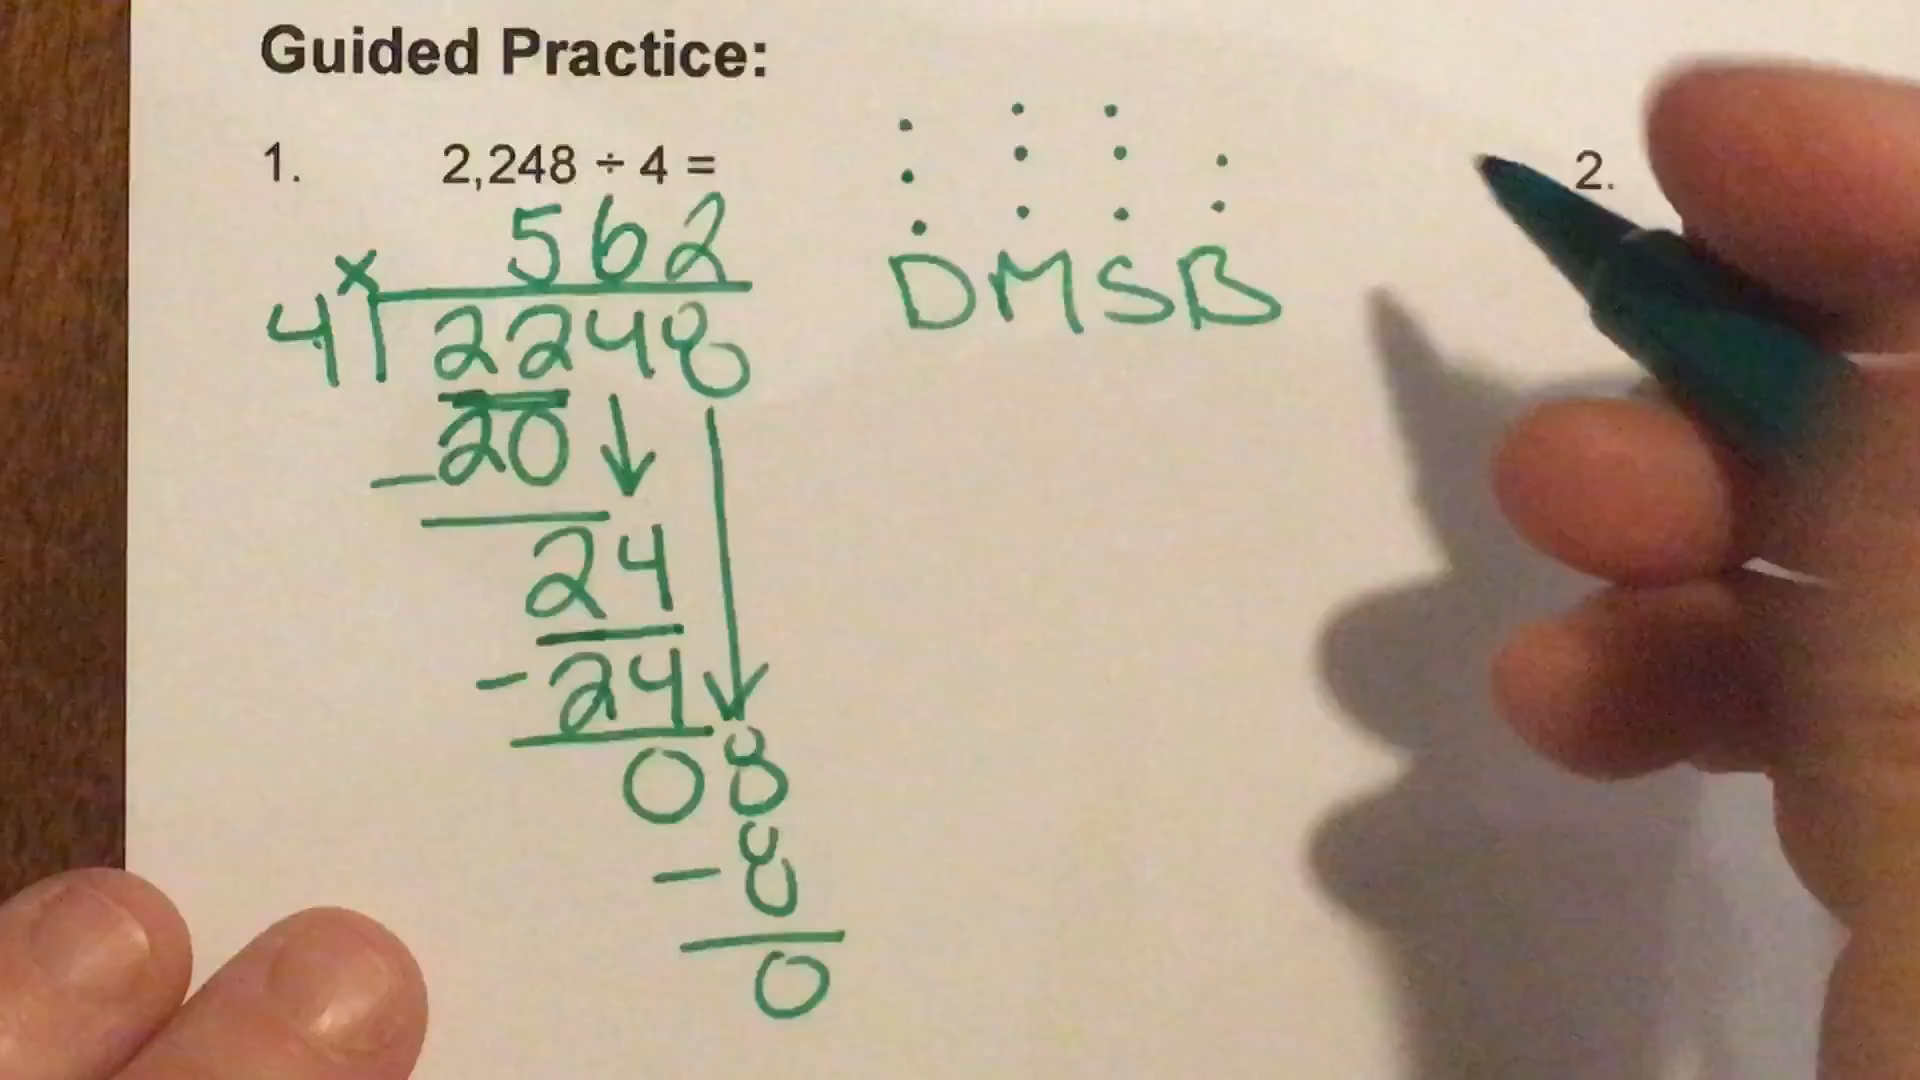 Guided Practice:
1. 2,248 ÷ 4 =
2.
562
x
4 2248
DMSB
-20
24
-24
08
-8
0